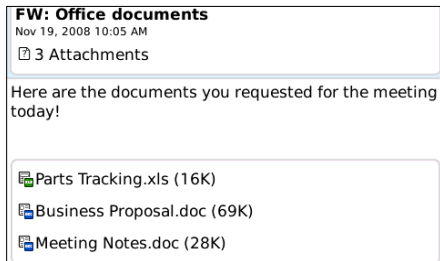 FW: Office documents
Nov 19, 2008 10:05 AM
3 Attachments
Here are the documents you requested for the meeting
today!
Parts Tracking.xls (16K)
Business Proposal.doc (69K)
Meeting Notes.doc (28K)